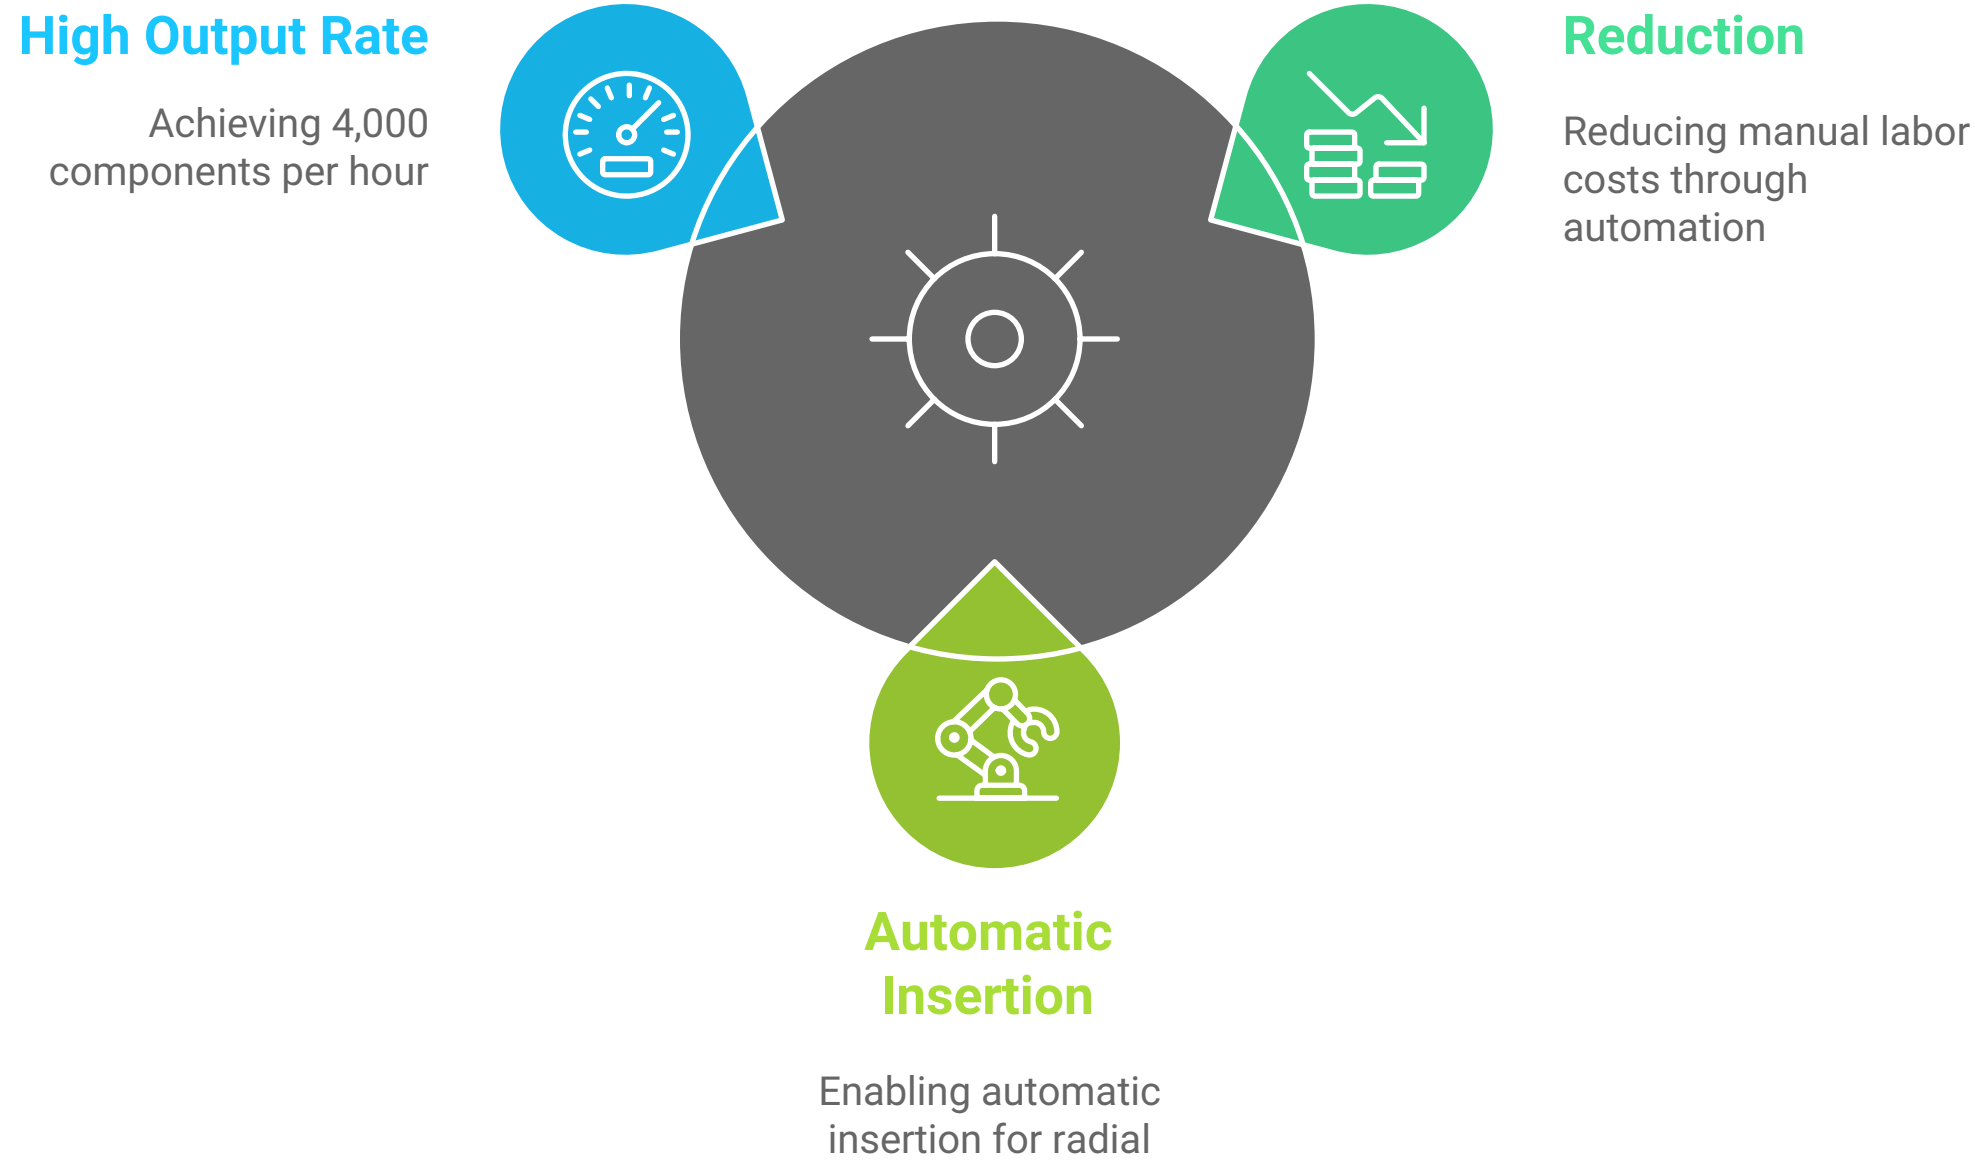 High Output Rate
Achieving 4,000
components per hour
Reduction
Reducing manual labor
costs through
automation
Automatic
Insertion
Enabling automatic
insertion for radial